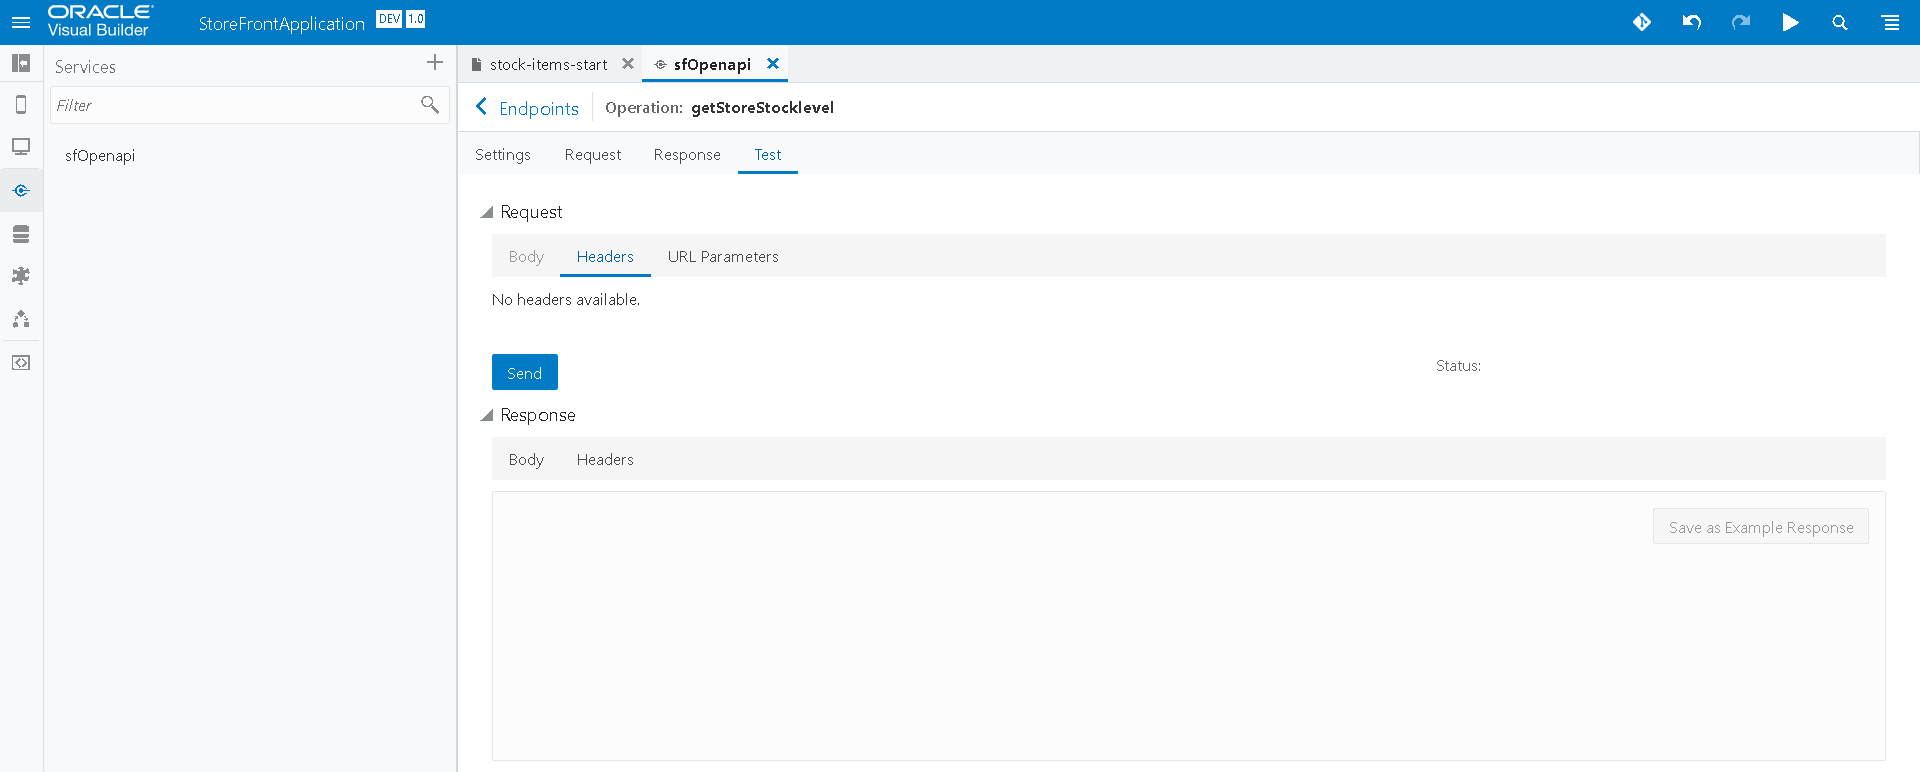 ORACLE
Visual Builder
StoreFrontApplication DEV 1.0
Services
Filter
sfOpenapi
stock-items-start
sfOpenapi
Endpoints
Operation: getStoreStocklevel
Settings Request Response Test
Request
Body Headers URL Parameters
No headers available.
Send
Status:
Response
Body Headers
Save as Example Response